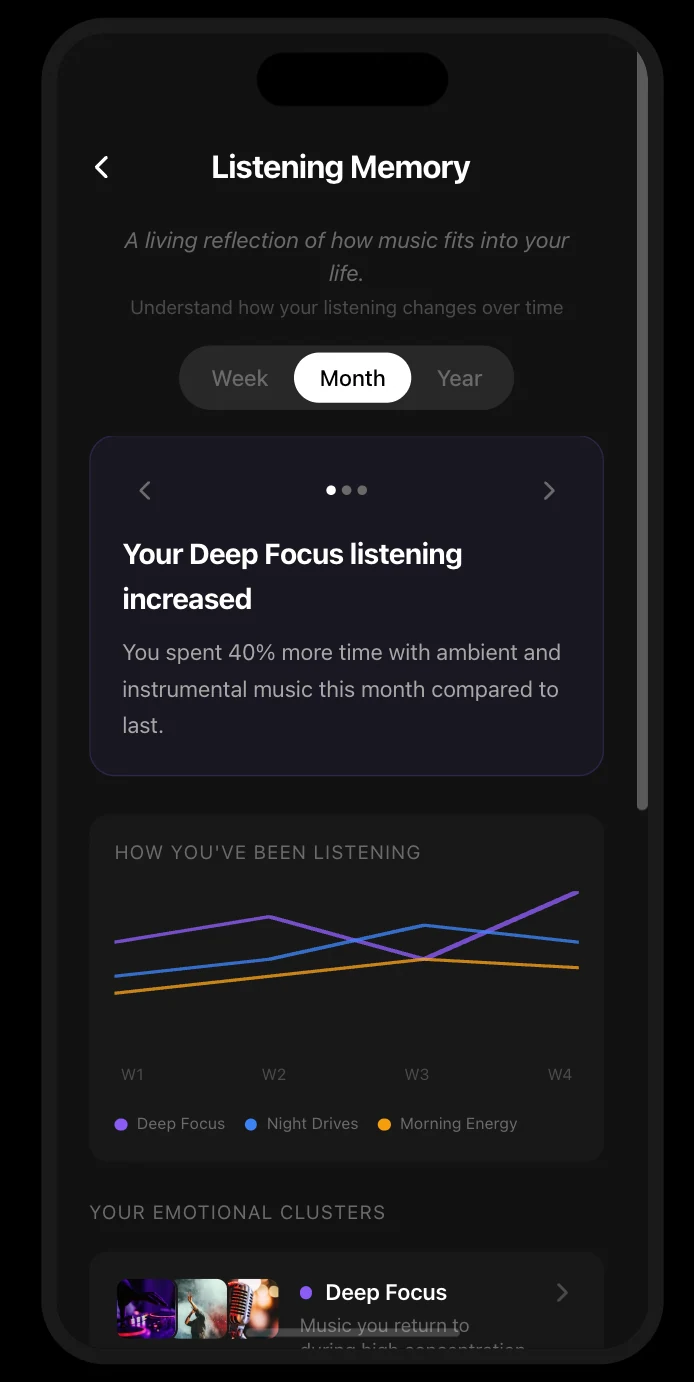 Listening Memory
A living reflection of how music fits into your
life.
Understand how your listening changes over time
Week Month Year
Your Deep Focus listening
increased
You spent 40% more time with ambient and
instrumental music this month compared to
last.
HOW YOU'VE BEEN LISTENING
W1 W2 W3 W4
Deep Focus Night Drives Morning Energy
YOUR EMOTIONAL CLUSTERS
Deep Focus
Music you return to
during high concentration